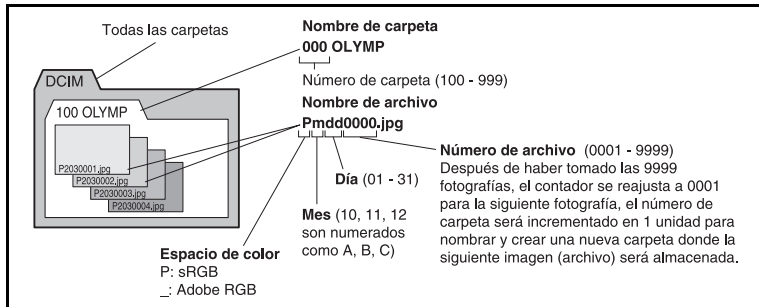 Todas las carpetas
DCIM
100 OLYMP
P2030001.jpg
P2030002.jpg
P2030003.jpg
P2030004.jpg
Nombre de carpeta
000 OLYMP
Número de carpeta (100 - 999)
Nombre de archivo
Pmdd0000.jpg
Día (01 - 31)
Mes (10, 11, 12
son numerados
como A, B, C)
Espacio de color
P: sRGB
_: Adobe RGB
Número de archivo (0001 - 9999)
Después de haber tomado las 9999
fotografías, el contador se reajusta a 0001
para la siguiente fotografía, el número de
carpeta será incrementado en 1 unidad para
nombrar y crear una nueva carpeta donde la
siguiente imagen (archivo) será almacenada.